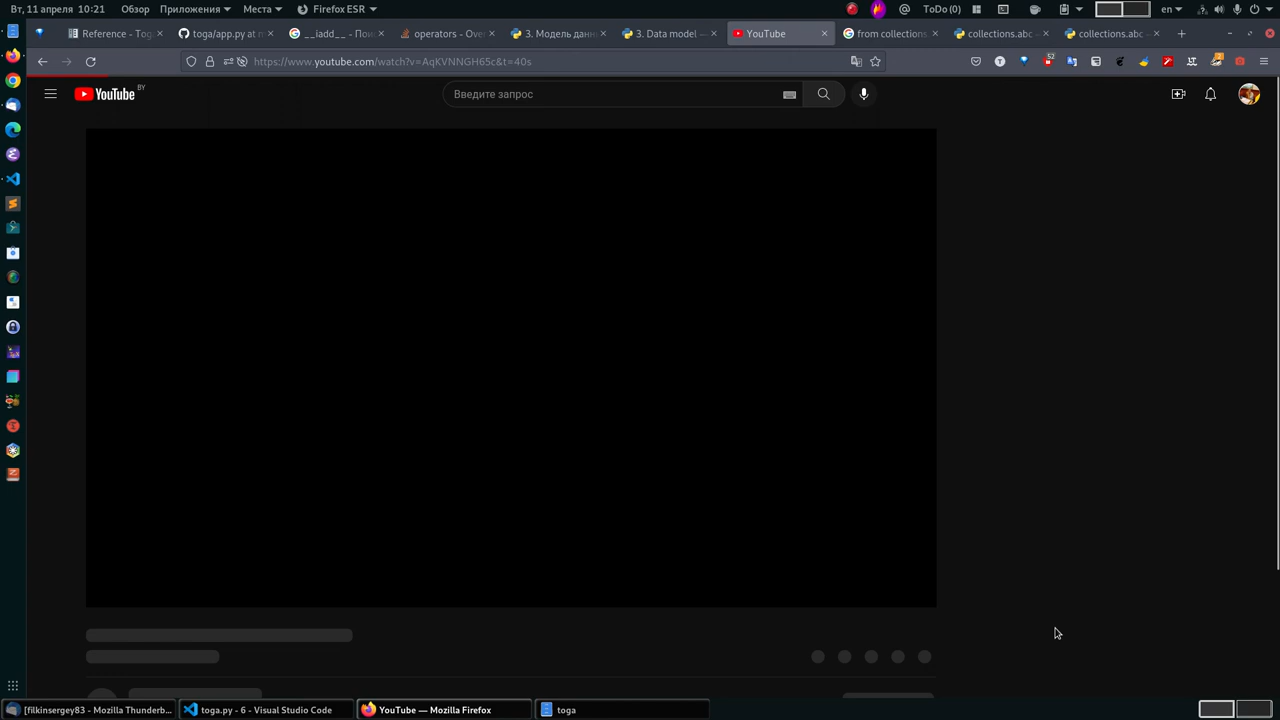 Вт, 11 апреля 10:21 Обзор Приложения Места Firefox ESR ToDo (0) en
Reference - Tog toga/app.py at m __iadd__ - Пои operators - Ove 3. Модель данн 3. Data model — YouTube from collections collections.abc - collections.abc -
https://www.youtube.com/watch?v=AqKVNNGH65c&t=40s 52
YouTube BY Введите запрос
[filkinsergey83 - Mozilla Thunderb... toga.py - 6 - Visual Studio Code YouTube — Mozilla Firefox toga